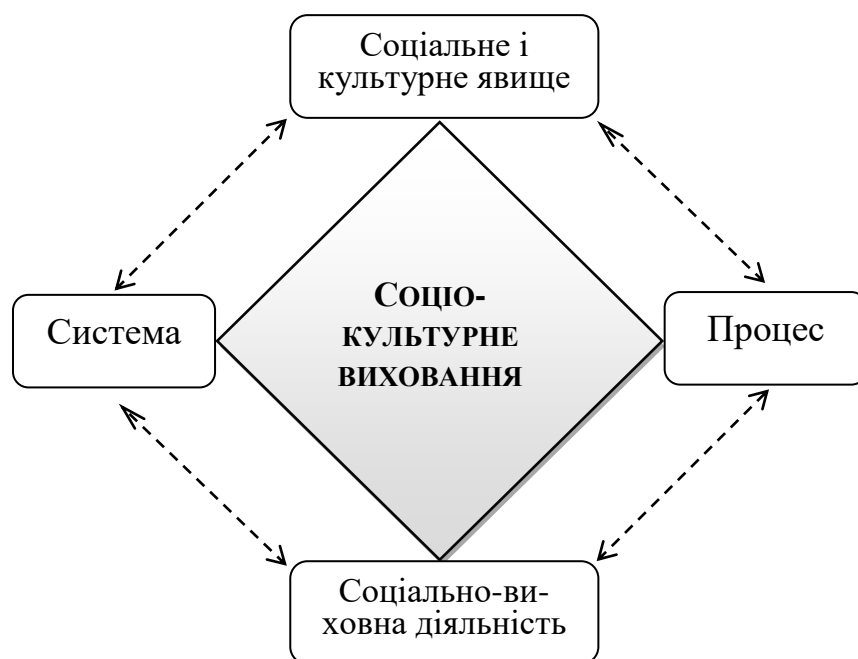 Соціальне і
культурне явище
Система
Соціо-
культурне
виховання
Процес
Соціально-ви-
ховна діяльність